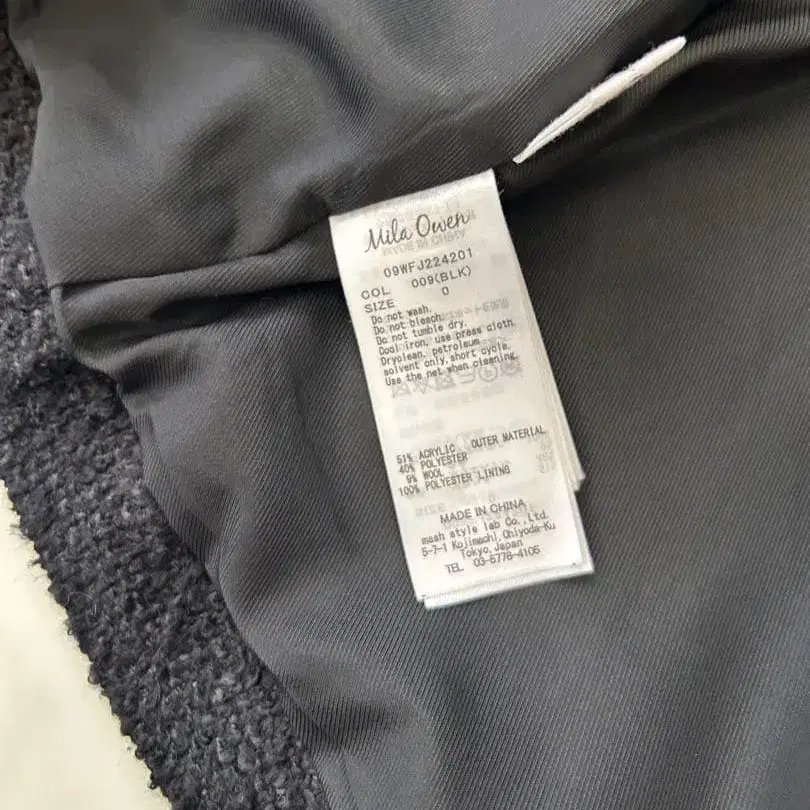 Mila Owen
09WFJ224201
COL 009(BLK)
SIZE 0
Do not wash.
Do not bleach.
Do not tumble dry.
Cool iron, use press cloth.
Dryclean, petroleum
solvent only,short cycle.
Use the net when cleaning.
51% ACRYLIC OUTER MATERIAL
40% POLYESTER
9% WOOL
100% POLYESTER LINING
MADE IN CHINA
mash style lab Co.,Ltd.
5-7-1 Kujimachi,Chiyoda-Ku
Tokyo,Japan
TEL 03-5778-4105